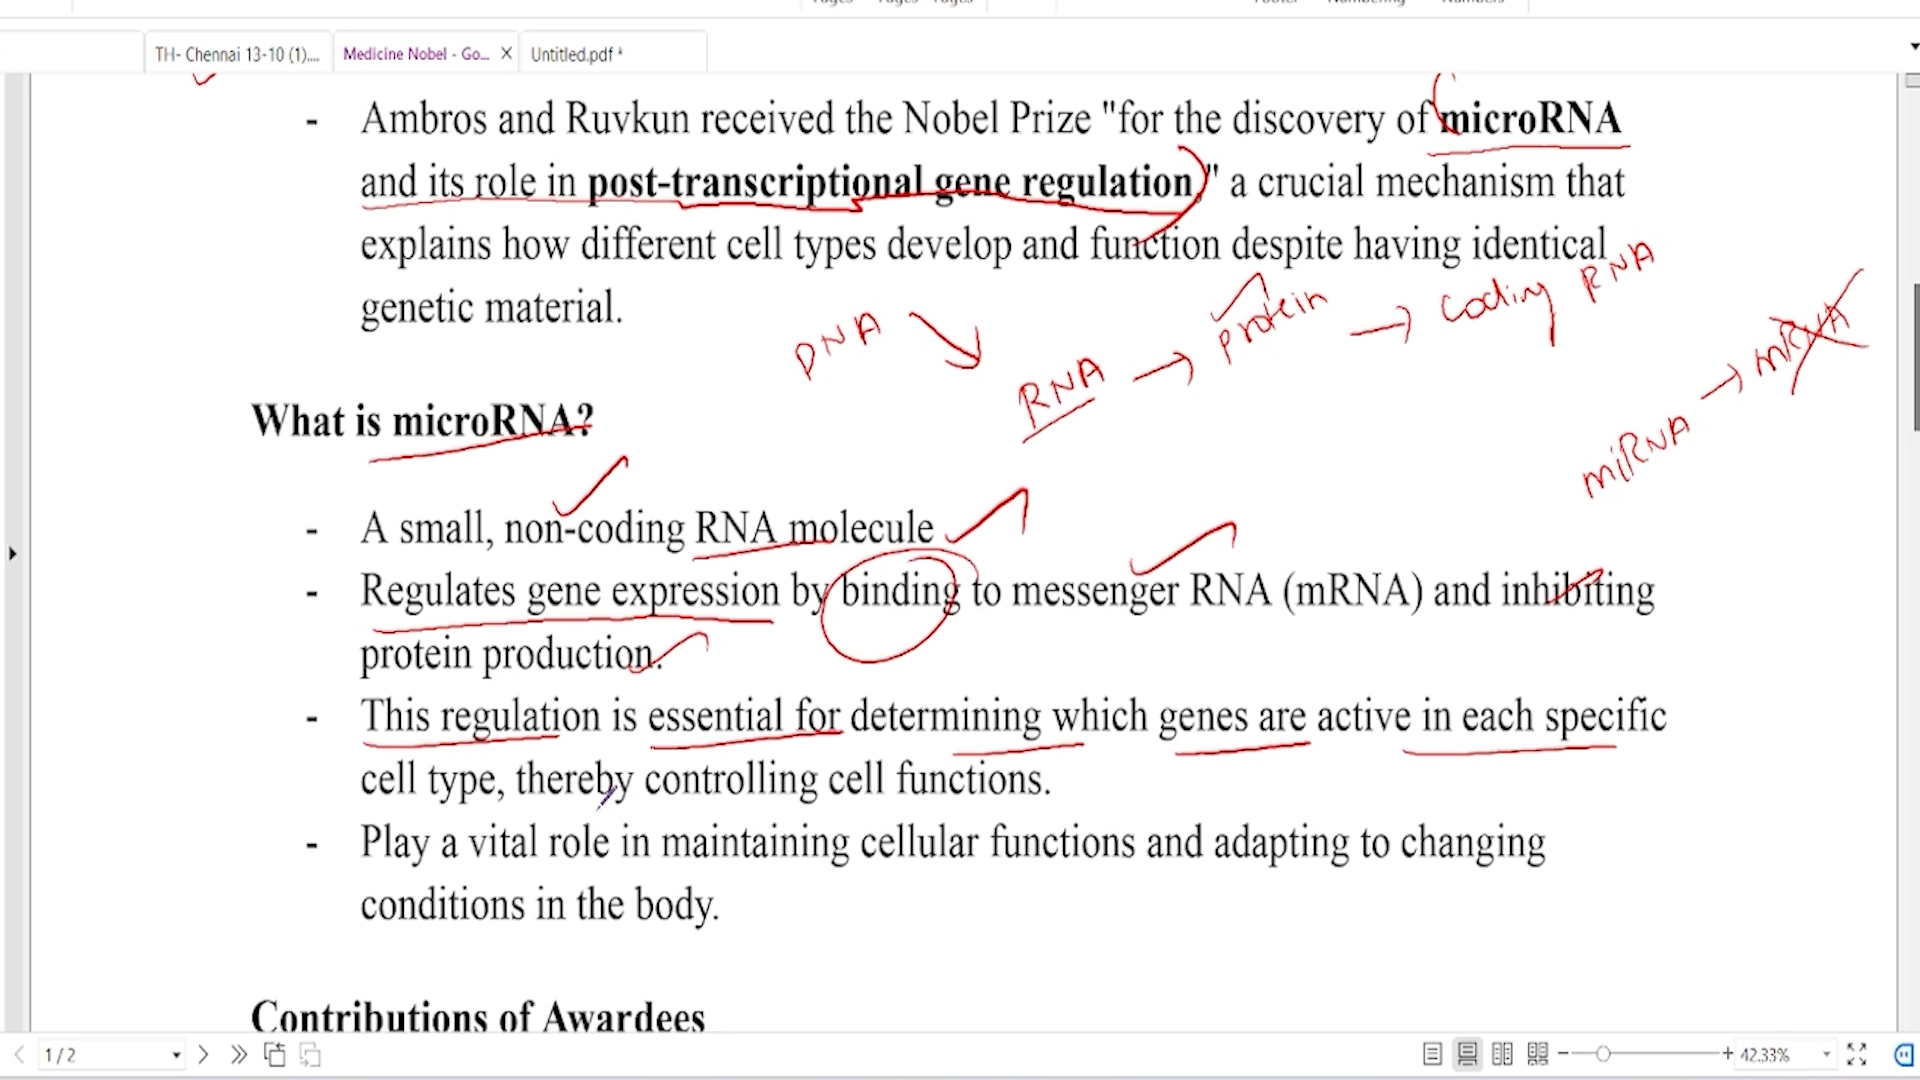 TH- Chennai 13-10 (1)....
Medicine Nobel - Go...
Untitled.pdf *
- Ambros and Ruvkun received the Nobel Prize "for the discovery of microRNA
and its role in post-transcriptional gene regulation," a crucial mechanism that
explains how different cell types develop and function despite having identical
genetic material.
DNA
RNA
protein
coding RNA
miRNA
mRNA
What is microRNA?
- A small, non-coding RNA molecule
- Regulates gene expression by binding to messenger RNA (mRNA) and inhibiting
protein production.
- This regulation is essential for determining which genes are active in each specific
cell type, thereby controlling cell functions.
- Play a vital role in maintaining cellular functions and adapting to changing
conditions in the body.
Contributions of Awardees
1 / 2
42.33%